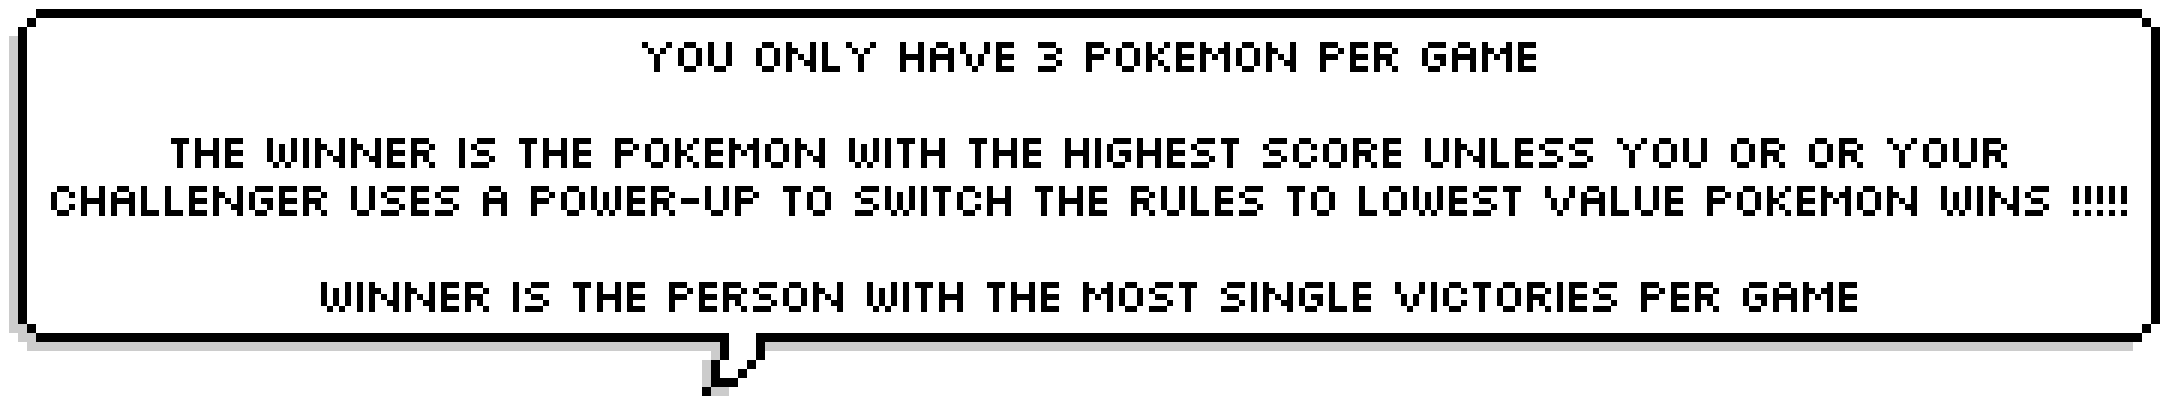 YOU ONLY HAVE 3 POKEMON PER GAME
THE WINNER IS THE POKEMON WITH THE HIGHEST SCORE UNLESS YOU OR OR YOUR
CHALLENGER USES A POWER-UP TO SWITCH THE RULES TO LOWEST VALUE POKEMON WINS !!!!!
WINNER IS THE PERSON WITH THE MOST SINGLE VICTORIES PER GAME